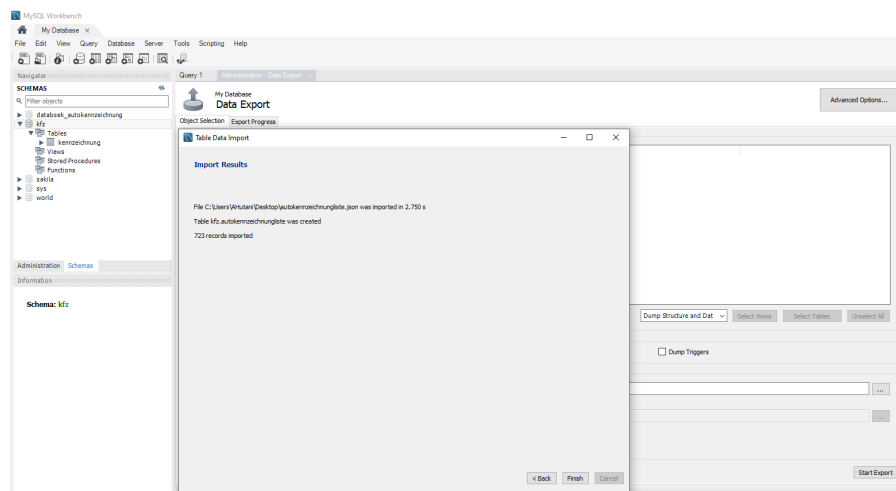 MySQL Workbench
My Database ×
File Edit View Query Database Server Tools Scripting Help
Navigator
SCHEMAS
Filter objects
databaek_autokennzeichnung
kfz
Tables
kennzeichnung
Views
Stored Procedures
Functions
sakila
sys
world
Administration Schemas
Information
Schema: kfz
Query 1 Administration - Data Export ×
My Database
Data Export
Advanced Options...
Object Selection Export Progress
Table Data Import
Import Results
File C:\Users\AHutani\Desktop\autokennzeichnungliste.json was imported in 2.750 s
Table kfz.autokennzeichnungliste was created
723 records imported
< Back Finish Cancel
Dump Structure and Dat Select Views Select Tables Unselect All
Dump Triggers
...
...
Start Export